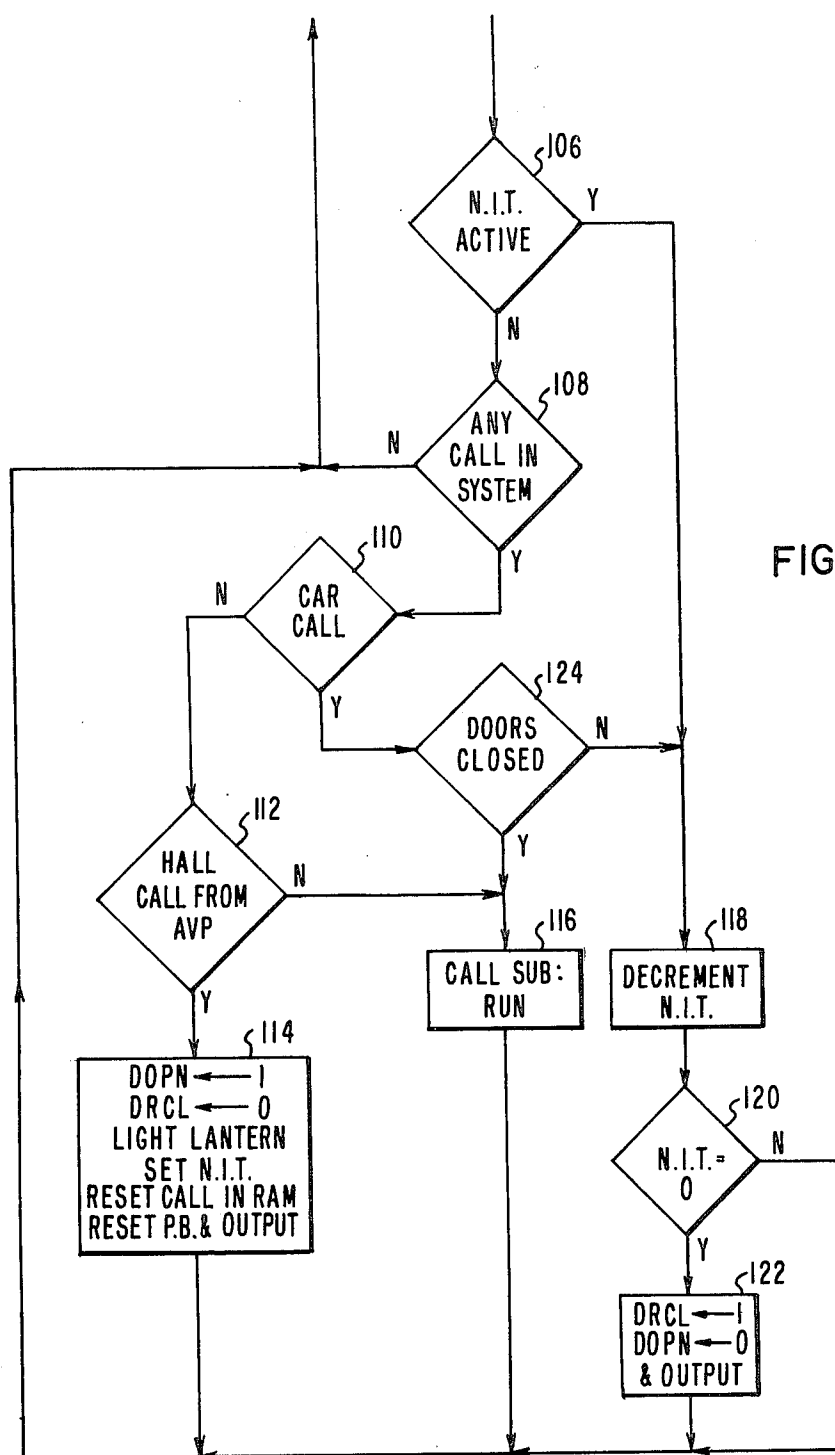 106
N.I.T.
ACTIVE
Y
N
108
ANY
CALL IN
SYSTEM
N
Y
110
CAR
CALL
N
Y
FIG
124
DOORS
CLOSED
N
Y
112
HALL
CALL FROM
AVP
N
Y
116
CALL SUB:
RUN
118
DECREMENT
N.I.T.
114
DOPN ← 1
DRCL ← 0
LIGHT LANTERN
SET N.I.T.
RESET CALL IN RAM
RESET P.B. & OUTPUT
120
N.I.T. =
0
N
Y
122
DRCL ← 1
DOPN ← 0
& OUTPUT